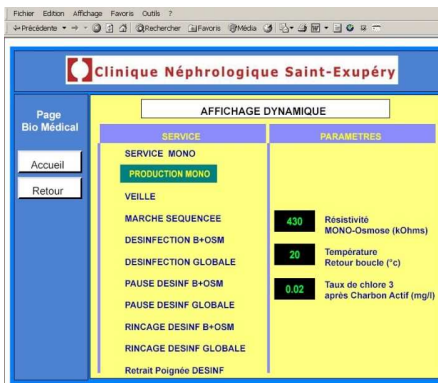 Fichier Edition Affichage Favoris Outils ?
Précédente Rechercher Favoris Média
Clinique Néphrologique Saint-Exupéry
Page
Bio Médical
Accueil
Retour
AFFICHAGE DYNAMIQUE
SERVICE
SERVICE MONO
PRODUCTION MONO
VEILLE
MARCHE SEQUENCEE
DESINFECTION B+OSM
DESINFECTION GLOBALE
PAUSE DESINF B+OSM
PAUSE DESINF GLOBALE
RINCAGE DESINF B+OSM
RINCAGE DESINF GLOBALE
Retrait Poignée DESINF
PARAMETRES
430 Résistivité
MONO-Osmose (kOhms)
20 Température
Retour boucle (°c)
0.02 Taux de chlore 3
après Charbon Actif (mg/l)